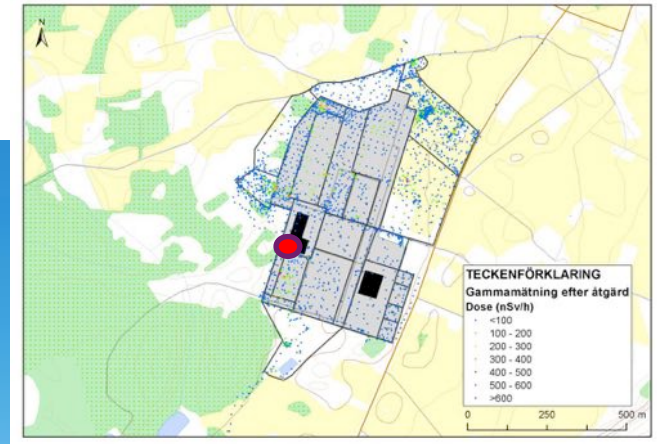 N
TECKENFÖRKLARING
Gammamätning efter åtgärd
Dose (nSv/h)
<100
100 - 200
200 - 300
300 - 400
400 - 500
500 - 600
>600
0 250 500 m